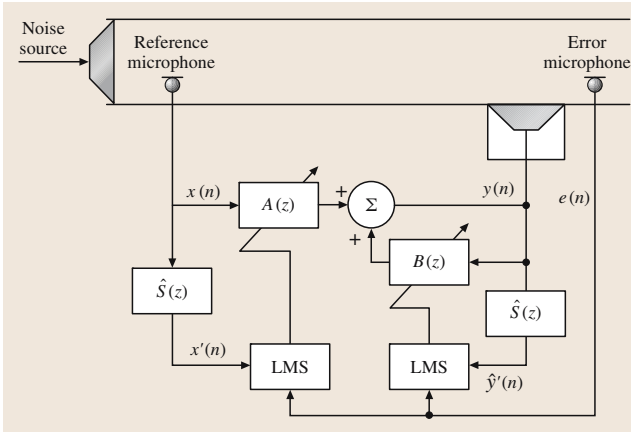 Noise
source
Reference
microphone
Error
microphone
x(n)
A(z)
+
Σ
y(n)
e(n)
+
B(z)
Ŝ(z)
Ŝ(z)
x'(n)
LMS
LMS
ŷ'(n)